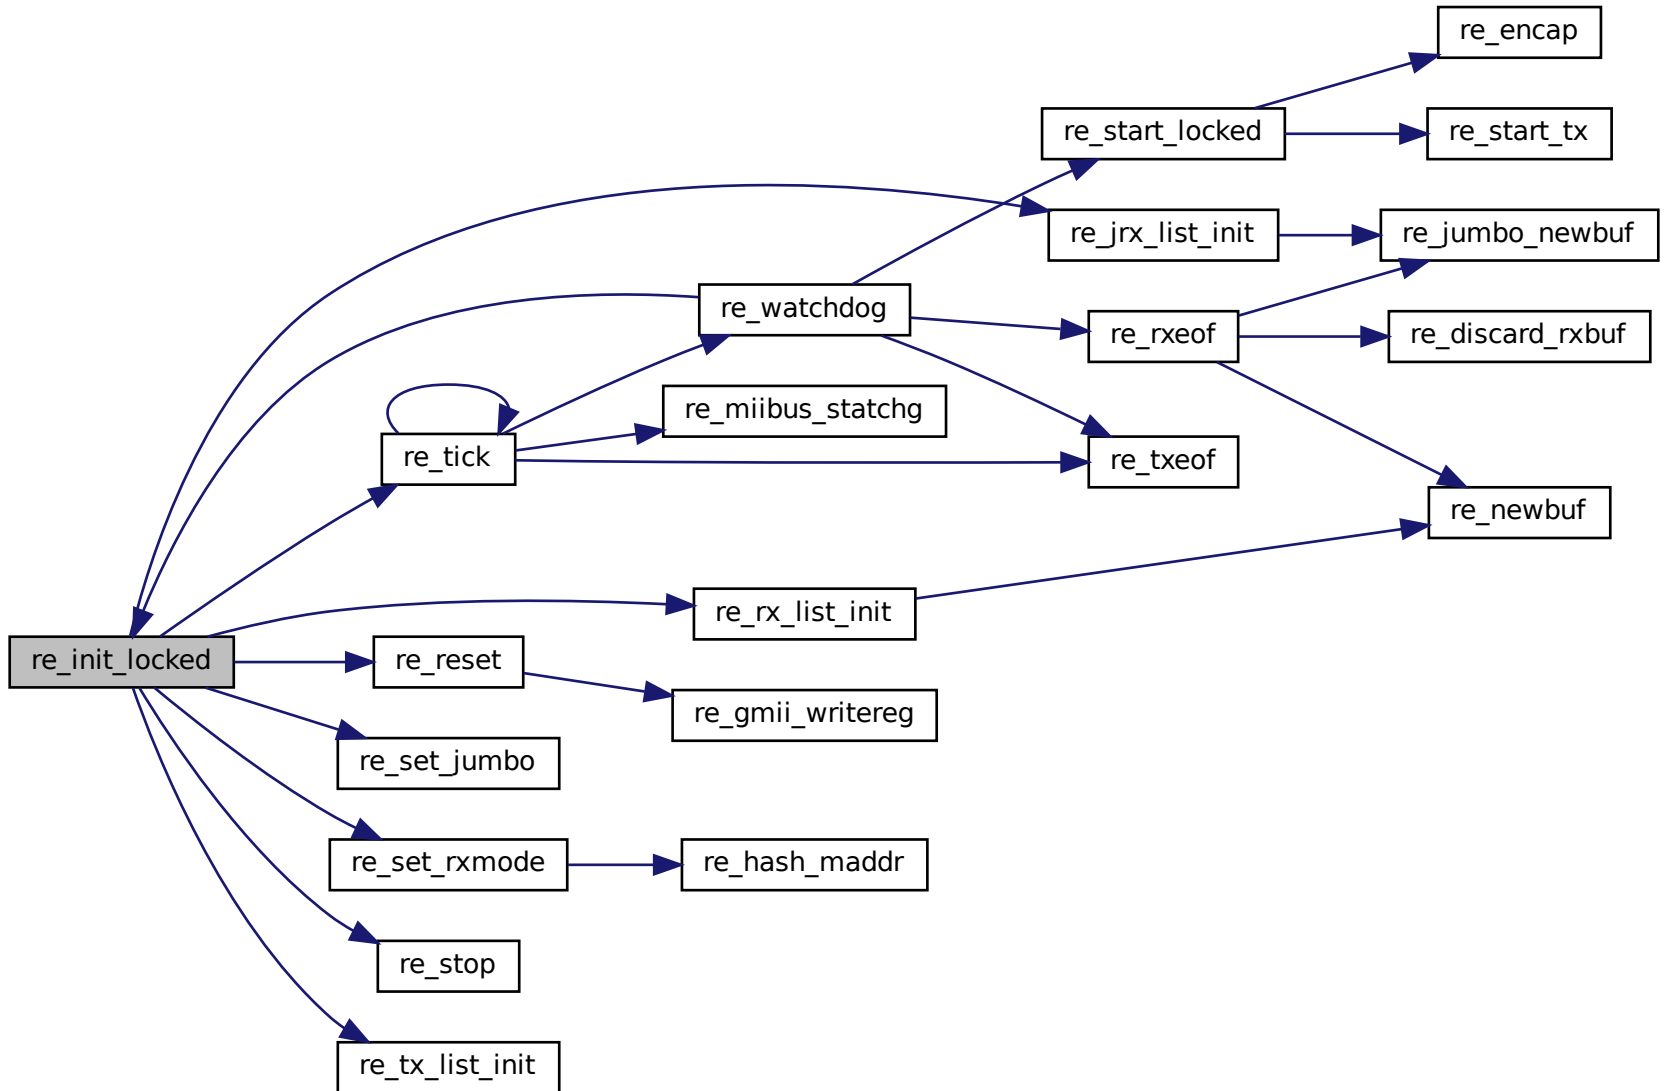 re_encap
re_start_locked
re_start_tx
re_jrx_list_init
re_jumbo_newbuf
re_watchdog
re_rxeof
re_discard_rxbuf
re_miibus_statchg
re_tick
re_txeof
re_newbuf
re_rx_list_init
re_init_locked
re_reset
re_gmii_writereg
re_set_jumbo
re_set_rxmode
re_hash_maddr
re_stop
re_tx_list_init